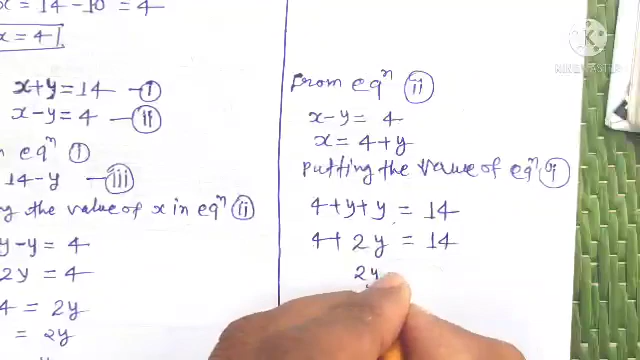 x = 14 - 10 = 4
x = 4
x+y=14 - (i)
x-y=4 - (ii)
eqn (i)
14-y - (iii)
the value of x in eqn (ii)
y-y=4
2y = 4
4 = 2y
= 2y
From eqn (ii)
x-y= 4
x= 4+y
Putting the value of eqn (i)
4+y+y = 14
4+2y = 14
2y
K
KINEMASTER